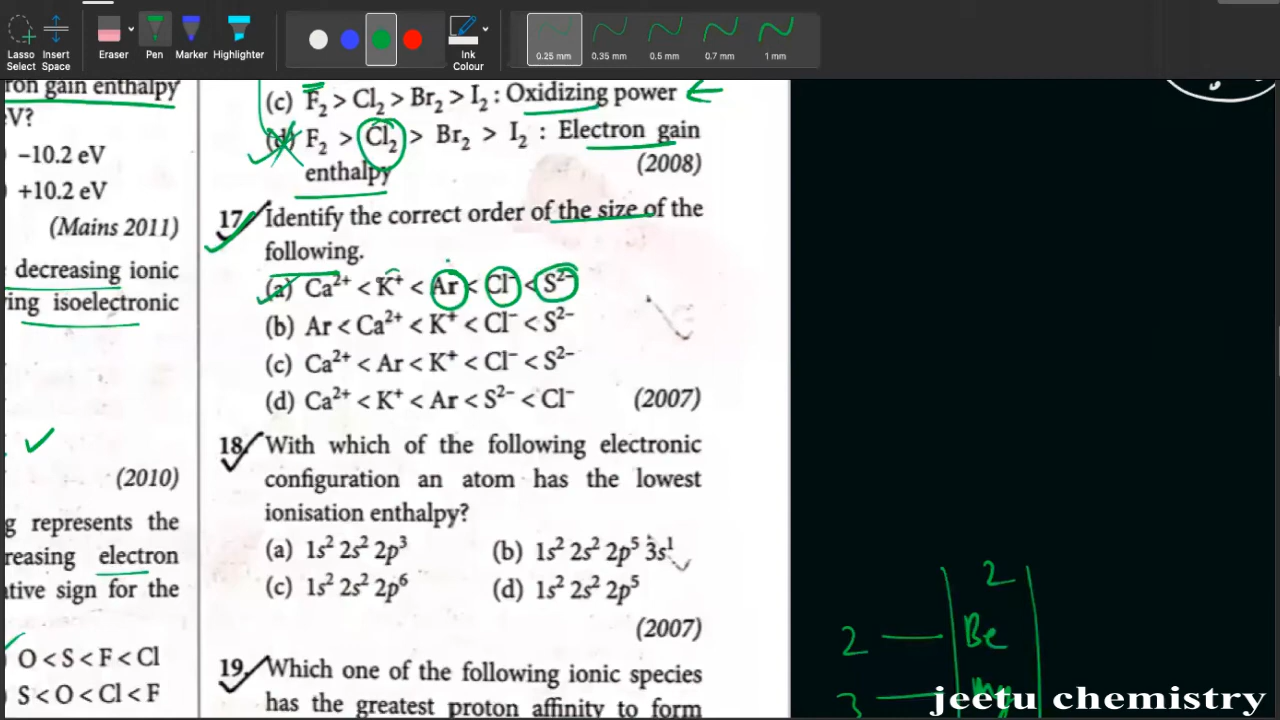 Lasso Select
Insert Space
Eraser
Pen
Marker
Highlighter
Ink Colour
0.25 mm
0.35 mm
0.5 mm
0.7 mm
1 mm
ron gain enthalpy
V?
–10.2 eV
+10.2 eV
(Mains 2011)
decreasing ionic
ring isoelectronic
(2010)
g represents the
reasing electron
ative sign for the
O < S < F < Cl
S < O < Cl < F
(c) F₂ > Cl₂ > Br₂ > I₂ : Oxidizing power
(d) F₂ > Cl₂ > Br₂ > I₂ : Electron gain
enthalpy (2008)
17. Identify the correct order of the size of the
following.
(a) Ca²⁺ < K⁺ < Ar < Cl⁻ < S²⁻
(b) Ar < Ca²⁺ < K⁺ < Cl⁻ < S²⁻
(c) Ca²⁺ < Ar < K⁺ < Cl⁻ < S²⁻
(d) Ca²⁺ < K⁺ < Ar < S²⁻ < Cl⁻ (2007)
18. With which of the following electronic
configuration an atom has the lowest
ionisation enthalpy?
(a) 1s² 2s² 2p³ (b) 1s² 2s² 2p⁵ 3s¹
(c) 1s² 2s² 2p⁶ (d) 1s² 2s² 2p⁵
(2007)
19. Which one of the following ionic species
has the greatest proton affinity to form
2
2 Be
3 Mg
jeetu chemistry